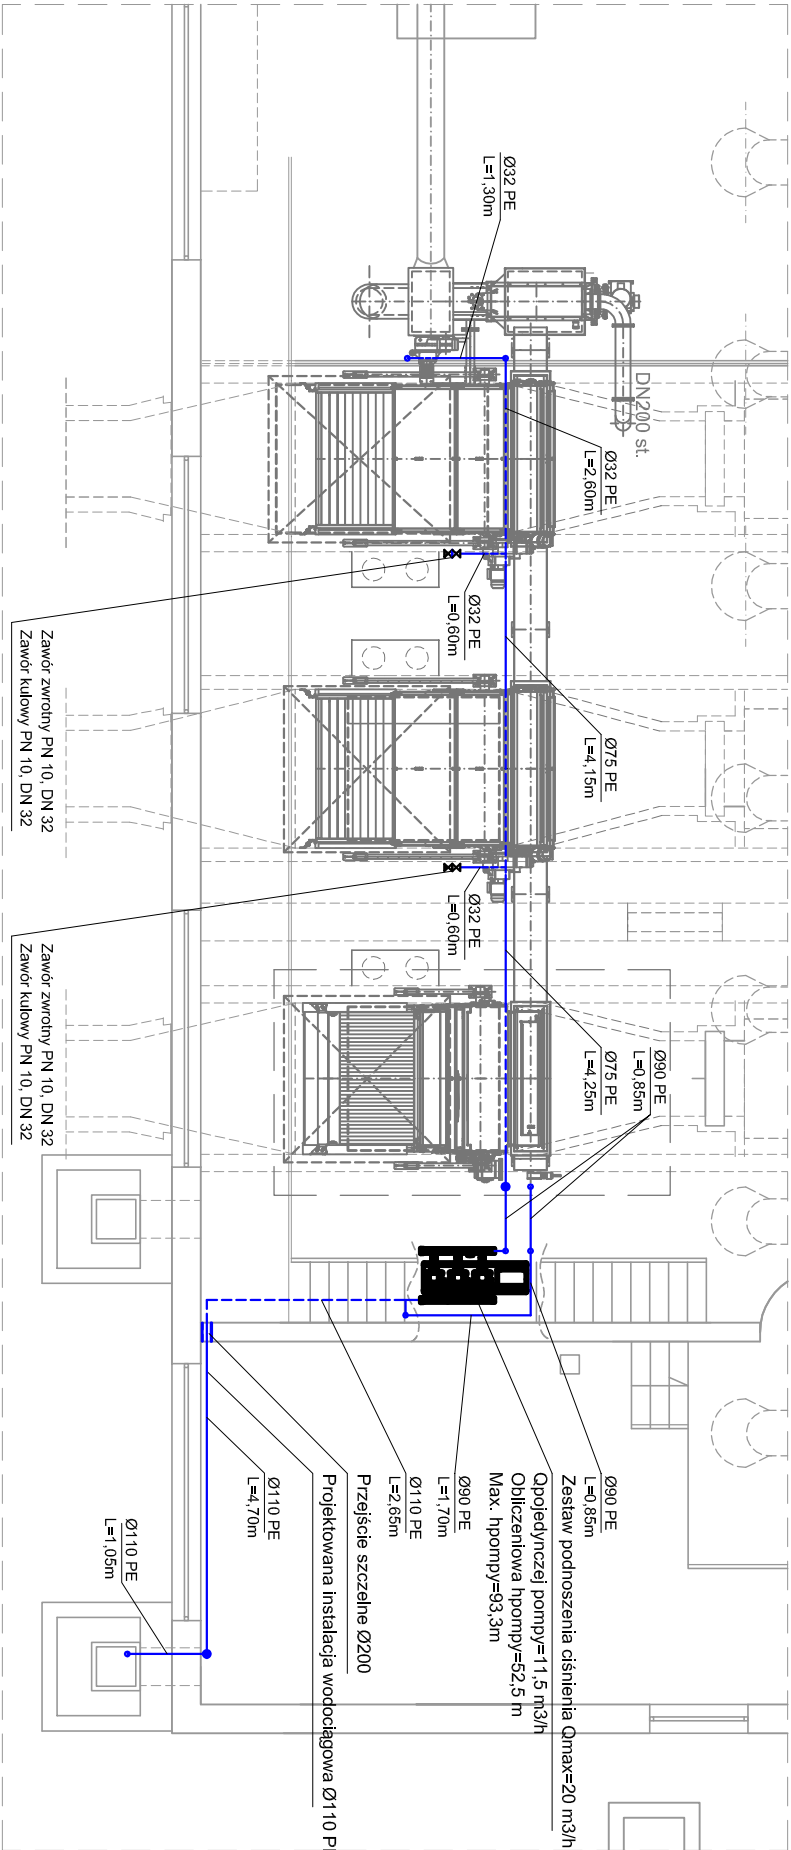 Ø32 PE
L=1,30m
DN200 st.
Ø32 PE
L=2,60m
Ø32 PE
L=0,60m
Zawór zwrotny PN 10, DN 32
Zawór kulowy PN 10, DN 32
Ø75 PE
L=4,15m
Ø32 PE
L=0,60m
Zawór zwrotny PN 10, DN 32
Zawór kulowy PN 10, DN 32
Ø75 PE
L=4,25m
Ø90 PE
L=0,85m
Ø90 PE
L=0,85m
Zestaw podnoszenia ciśnienia Qmax=20 m3/h
Qpojedynczej pompy=11,5 m3/h
Obliczeniowa hpompy=52,5 m
Max. hpompy=93,3m
Ø90 PE
L=1,70m
Ø110 PE
L=2,65m
Przejście szczelne Ø200
Projektowana instalacja wodociągowa Ø110 P
Ø110 PE
L=4,70m
Ø110 PE
L=1,05m